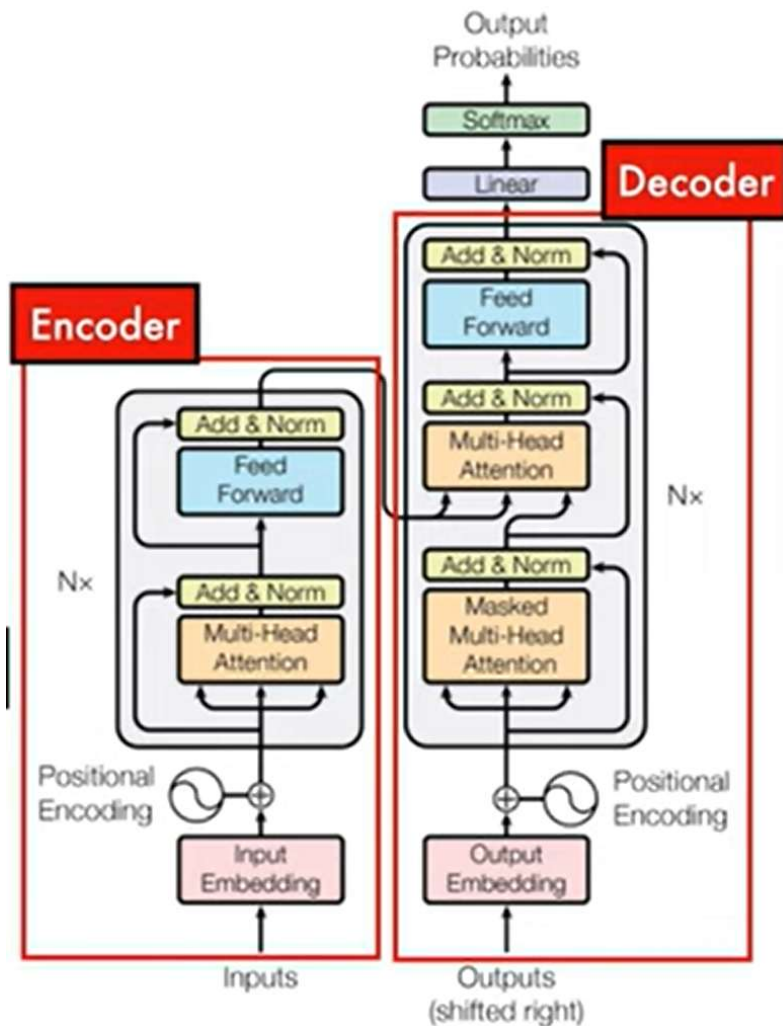 Output
Probabilities
Softmax
Linear
Decoder
Add & Norm
Feed
Forward
Add & Norm
Multi-Head
Attention
Nx
Add & Norm
Masked
Multi-Head
Attention
Positional
Encoding
Output
Embedding
Outputs
(shifted right)
Encoder
Add & Norm
Feed
Forward
Nx
Add & Norm
Multi-Head
Attention
Positional
Encoding
Input
Embedding
Inputs